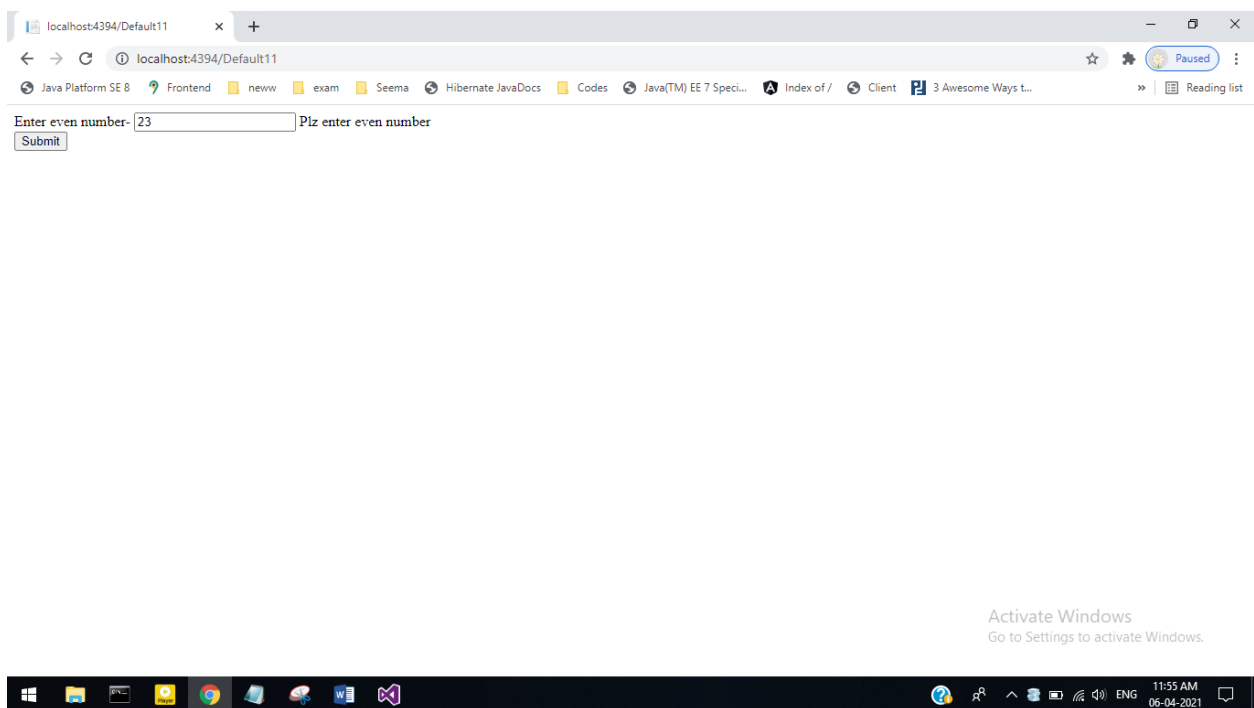 localhost:4394/Default11
localhost:4394/Default11 Paused
Java Platform SE 8 Frontend neww exam Seema Hibernate JavaDocs Codes Java(TM) EE 7 Speci... Index of / Client 3 Awesome Ways t... » Reading list
Enter even number- 23 Plz enter even number
Submit
Activate Windows
Go to Settings to activate Windows.
Player
ENG 11:55 AM
06-04-2021